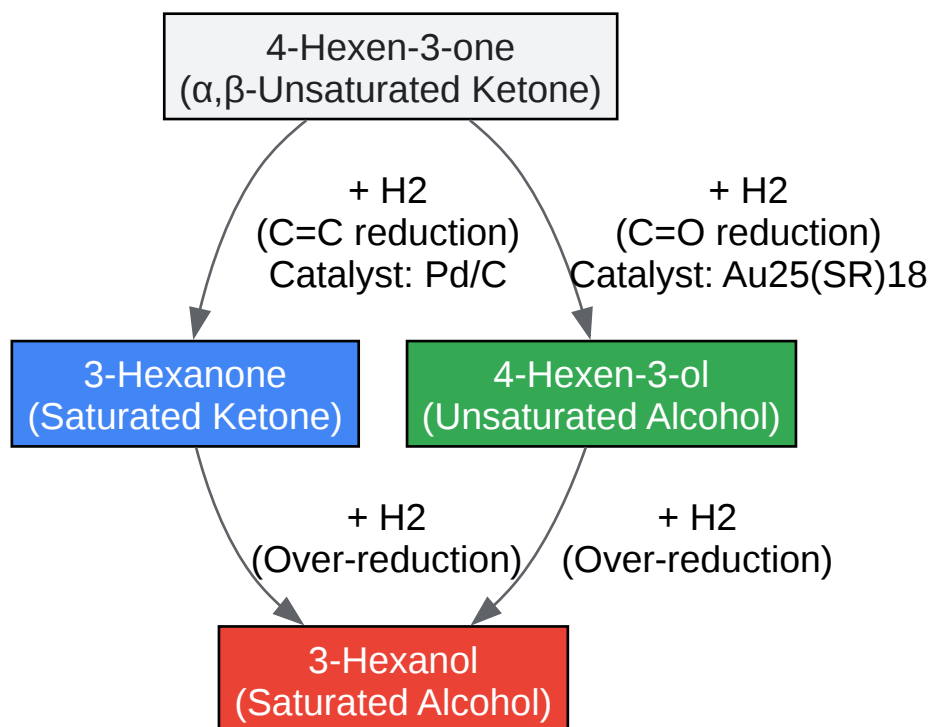 4-Hexen-3-one
(α,β-Unsaturated Ketone)
+ H2
(C=C reduction)
Catalyst: Pd/C
+ H2
(C=O reduction)
Catalyst: Au25(SR)18
3-Hexanone
(Saturated Ketone)
4-Hexen-3-ol
(Unsaturated Alcohol)
+ H2
(Over-reduction)
+ H2
(Over-reduction)
3-Hexanol
(Saturated Alcohol)